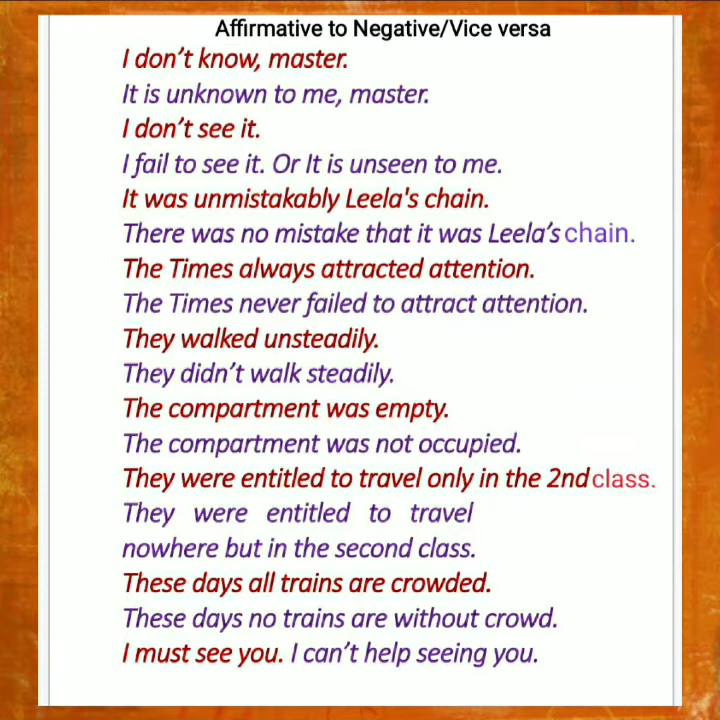 Affirmative to Negative/Vice versa
I don’t know, master.
It is unknown to me, master.
I don’t see it.
I fail to see it. Or It is unseen to me.
It was unmistakably Leela's chain.
There was no mistake that it was Leela’s chain.
The Times always attracted attention.
The Times never failed to attract attention.
They walked unsteadily.
They didn’t walk steadily.
The compartment was empty.
The compartment was not occupied.
They were entitled to travel only in the 2nd class.
They were entitled to travel
nowhere but in the second class.
These days all trains are crowded.
These days no trains are without crowd.
I must see you. I can’t help seeing you.